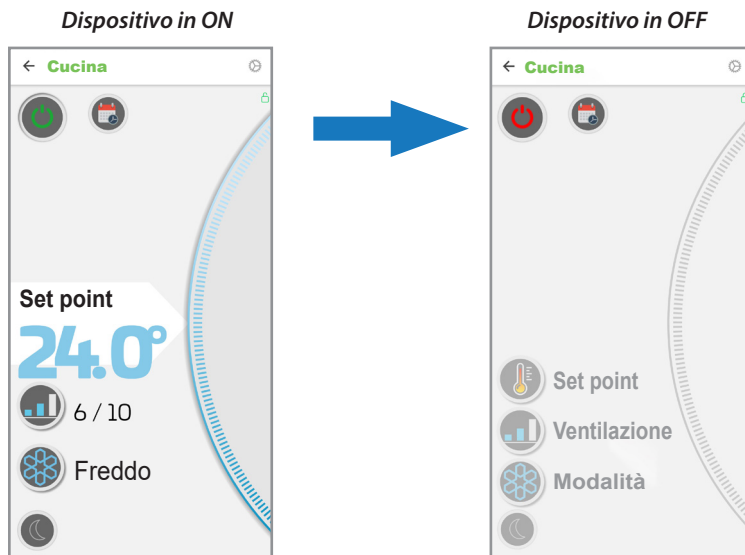 Dispositivo in ON
Cucina
Set point
24.0°
6 / 10
Freddo
Dispositivo in OFF
Cucina
Set point
Ventilazione
Modalità